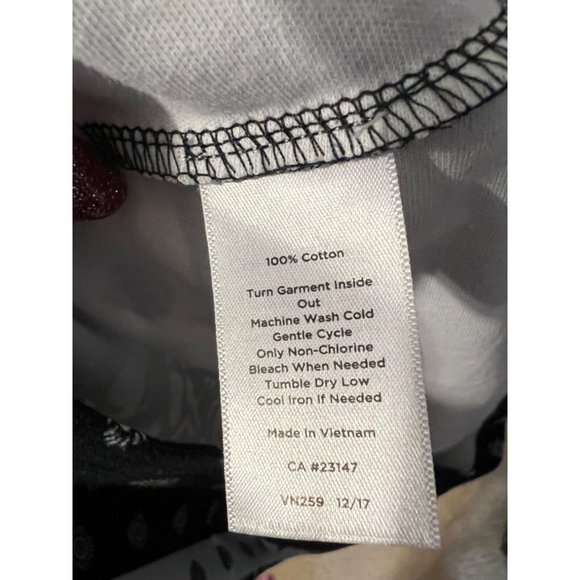 100% Cotton
Turn Garment Inside
Out
Machine Wash Cold
Gentle Cycle
Only Non-Chlorine
Bleach When Needed
Tumble Dry Low
Cool Iron If Needed
Made In Vietnam
CA #23147
VN259 12/17